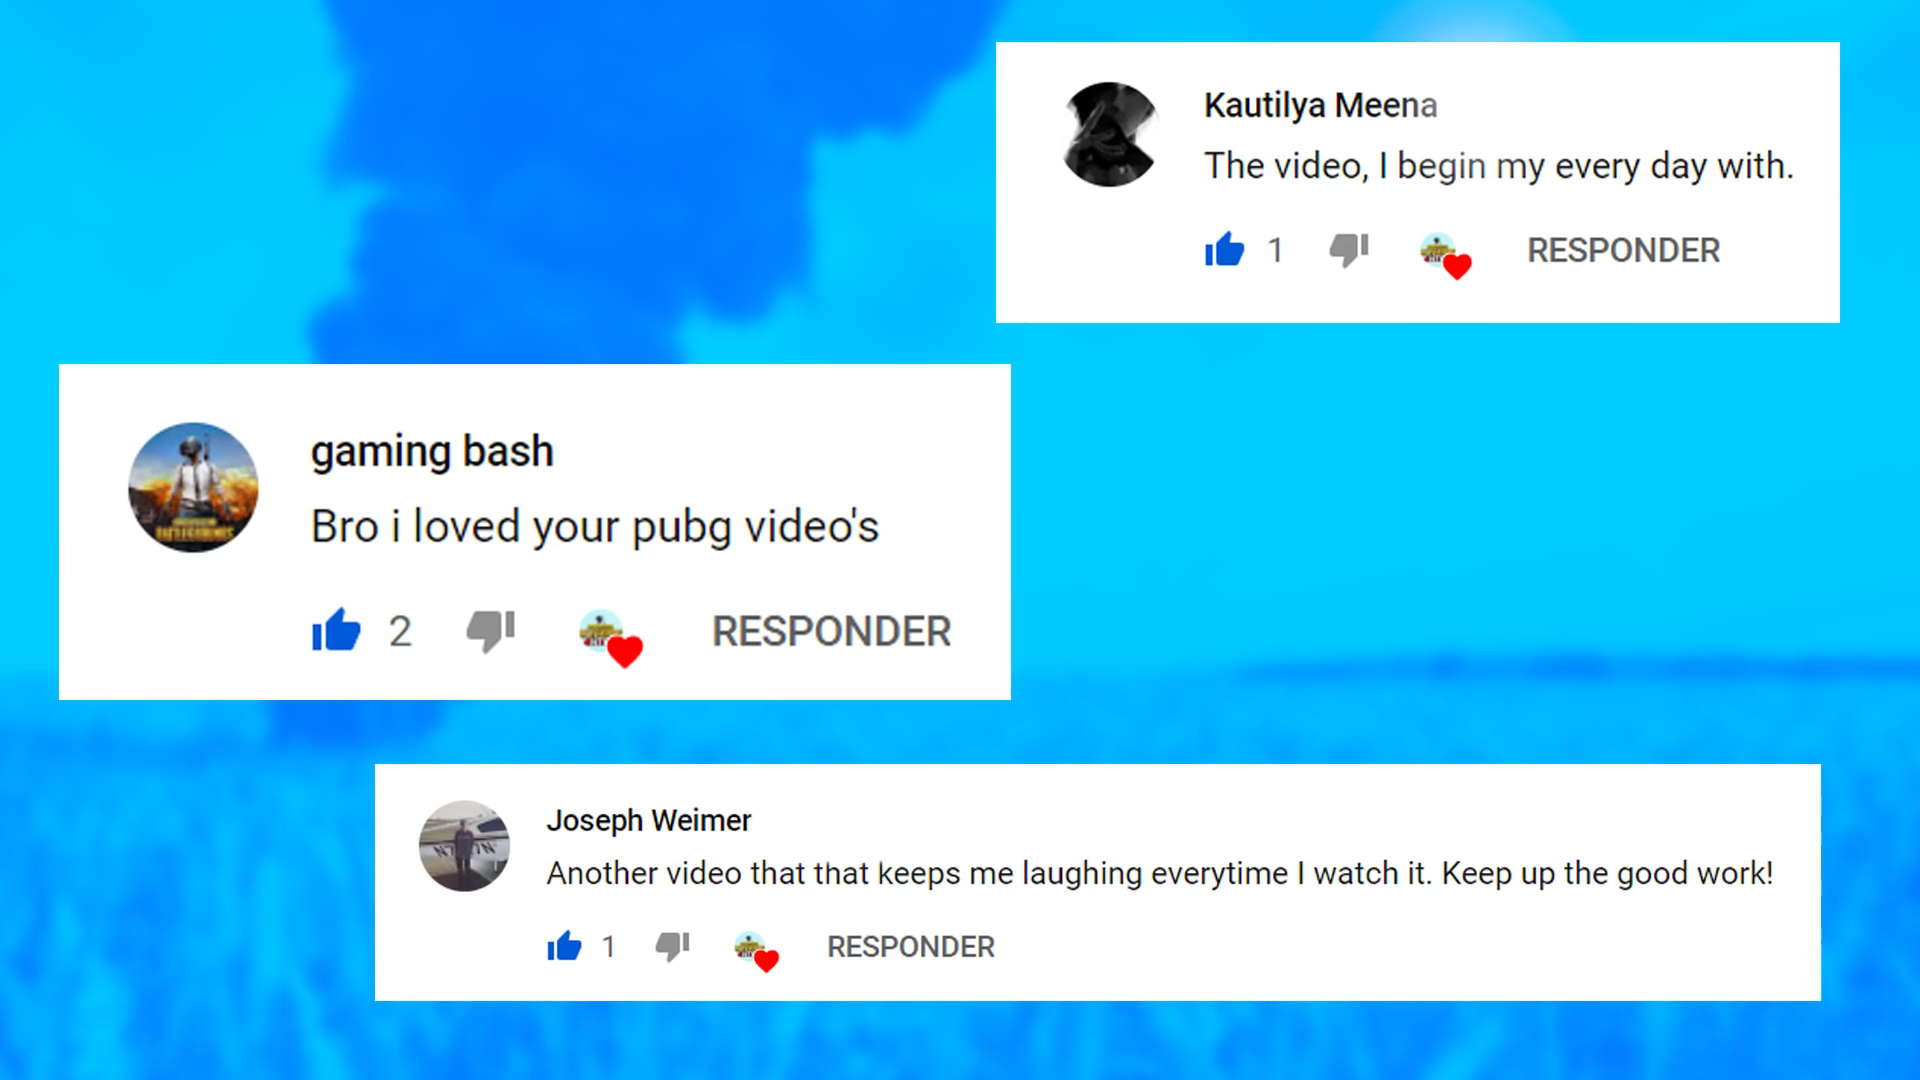 Kautilya Meena
The video, I begin my every day with.
1 RESPONDER
gaming bash
Bro i loved your pubg video's
2 RESPONDER
Joseph Weimer
Another video that that keeps me laughing everytime I watch it. Keep up the good work!
1 RESPONDER